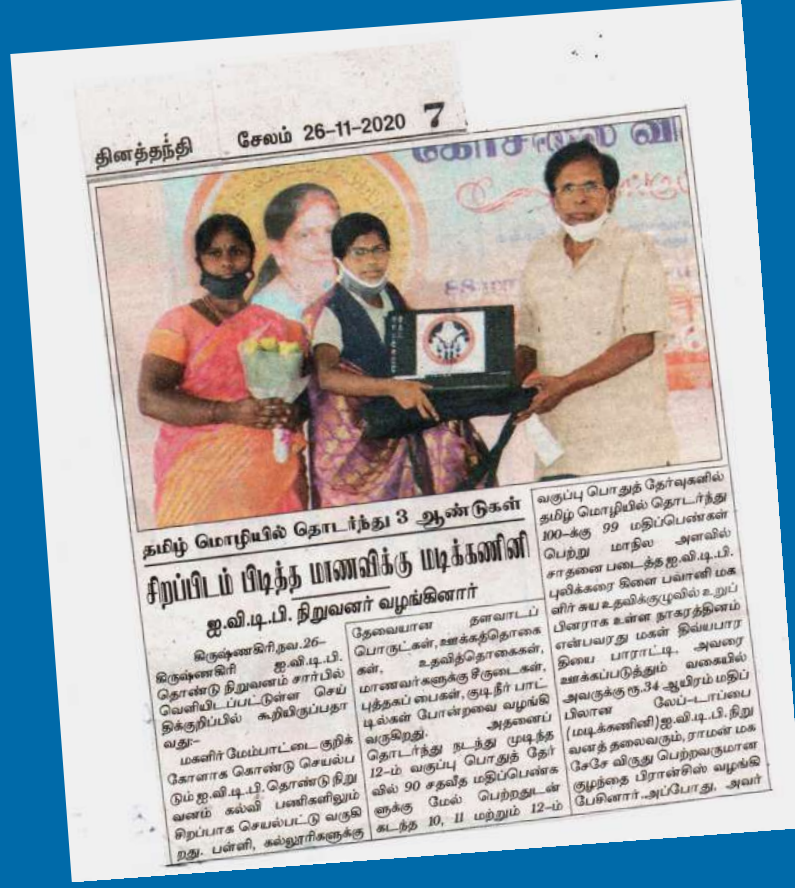 தினத்தந்தி சேலம் 26-11-2020 7
தமிழ் மொழியில் தொடர்ந்து 3 ஆண்டுகள்
சிறப்பிடம் பிடித்த மாணவிக்கு மடிக்கணினி
ஐ.வி.டி.பி. நிறுவனர் வழங்கினார்
கிருஷ்ணகிரி,நவ.26–
கிருஷ்ணகிரி ஐ.வி.டி.பி.
தொண்டு நிறுவனம் சார்பில்
வெளியிடப்பட்டுள்ள செய்
திக்குறிப்பில் கூறியிருப்பதா
வது:-
மகளிர் மேம்பாட்டை குறிக்
கோளாக கொண்டு செயல்ப
டும் ஐ.வி.டி.பி. தொண்டு நிறு
வனம் கல்வி பணிகளிலும்
சிறப்பாக செயல்பட்டு வருகி
றது. பள்ளி, கல்லூரிகளுக்கு
தேவையான தளவாடப்
பொருட்கள்,ஊக்கத்தொகை
கள், உதவித்தொகைகள்,
மாணவர்களுக்கு சீருடைகள்,
புத்தகப் பைகள், குடிநீர் பாட்
டில்கள் போன்றவை வழங்கி
வருகிறது. அதனைப்
தொடர்ந்து நடந்து முடிந்த
12-ம் வகுப்பு பொதுத் தேர்
வில் 90 சதவீத மதிப்பெண்க
ளுக்கு மேல் பெற்றதுடன்
கடந்த 10, 11 மற்றும் 12-ம்
வகுப்பு பொதுத் தேர்வுகளில்
தமிழ் மொழியில் தொடர்ந்து
100-க்கு 99 மதிப்பெண்கள்
பெற்று மாநில அளவில்
சாதனை படைத்த ஐ.வி.டி.பி.
புலிக்கரை கிளை பவானி மக
ளிர் சுய உதவிக்குழுவில் உறுப்
பினராக உள்ள நாகரத்தினம்
என்பவரது மகள் திவ்யபார
தியை பாராட்டி, அவரை
ஊக்கப்படுத்தும் வகையில்
அவருக்கு ரூ.34 ஆயிரம் மதிப்
பிலான லேப்-டாப்பை
(மடிக்கணினி) ஐ.வி.டி.பி. நிறு
வனத் தலைவரும், ராமன் மக
சேசே விருது பெற்றவருமான
குழந்தை பிரான்சிஸ் வழங்கி
பேசினார்..அப்போது, அவர்